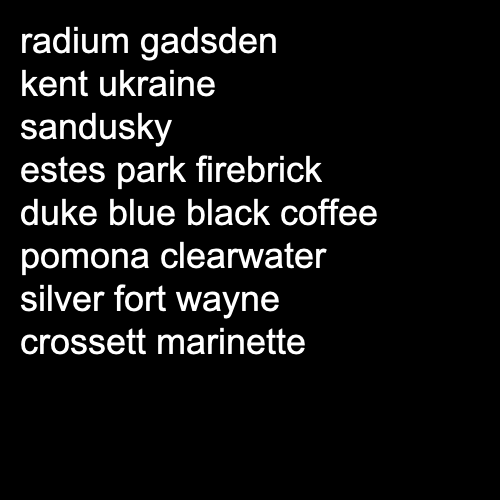 radium gadsden
kent ukraine
sandusky
estes park firebrick
duke blue black coffee
pomona clearwater
silver fort wayne
crossett marinette